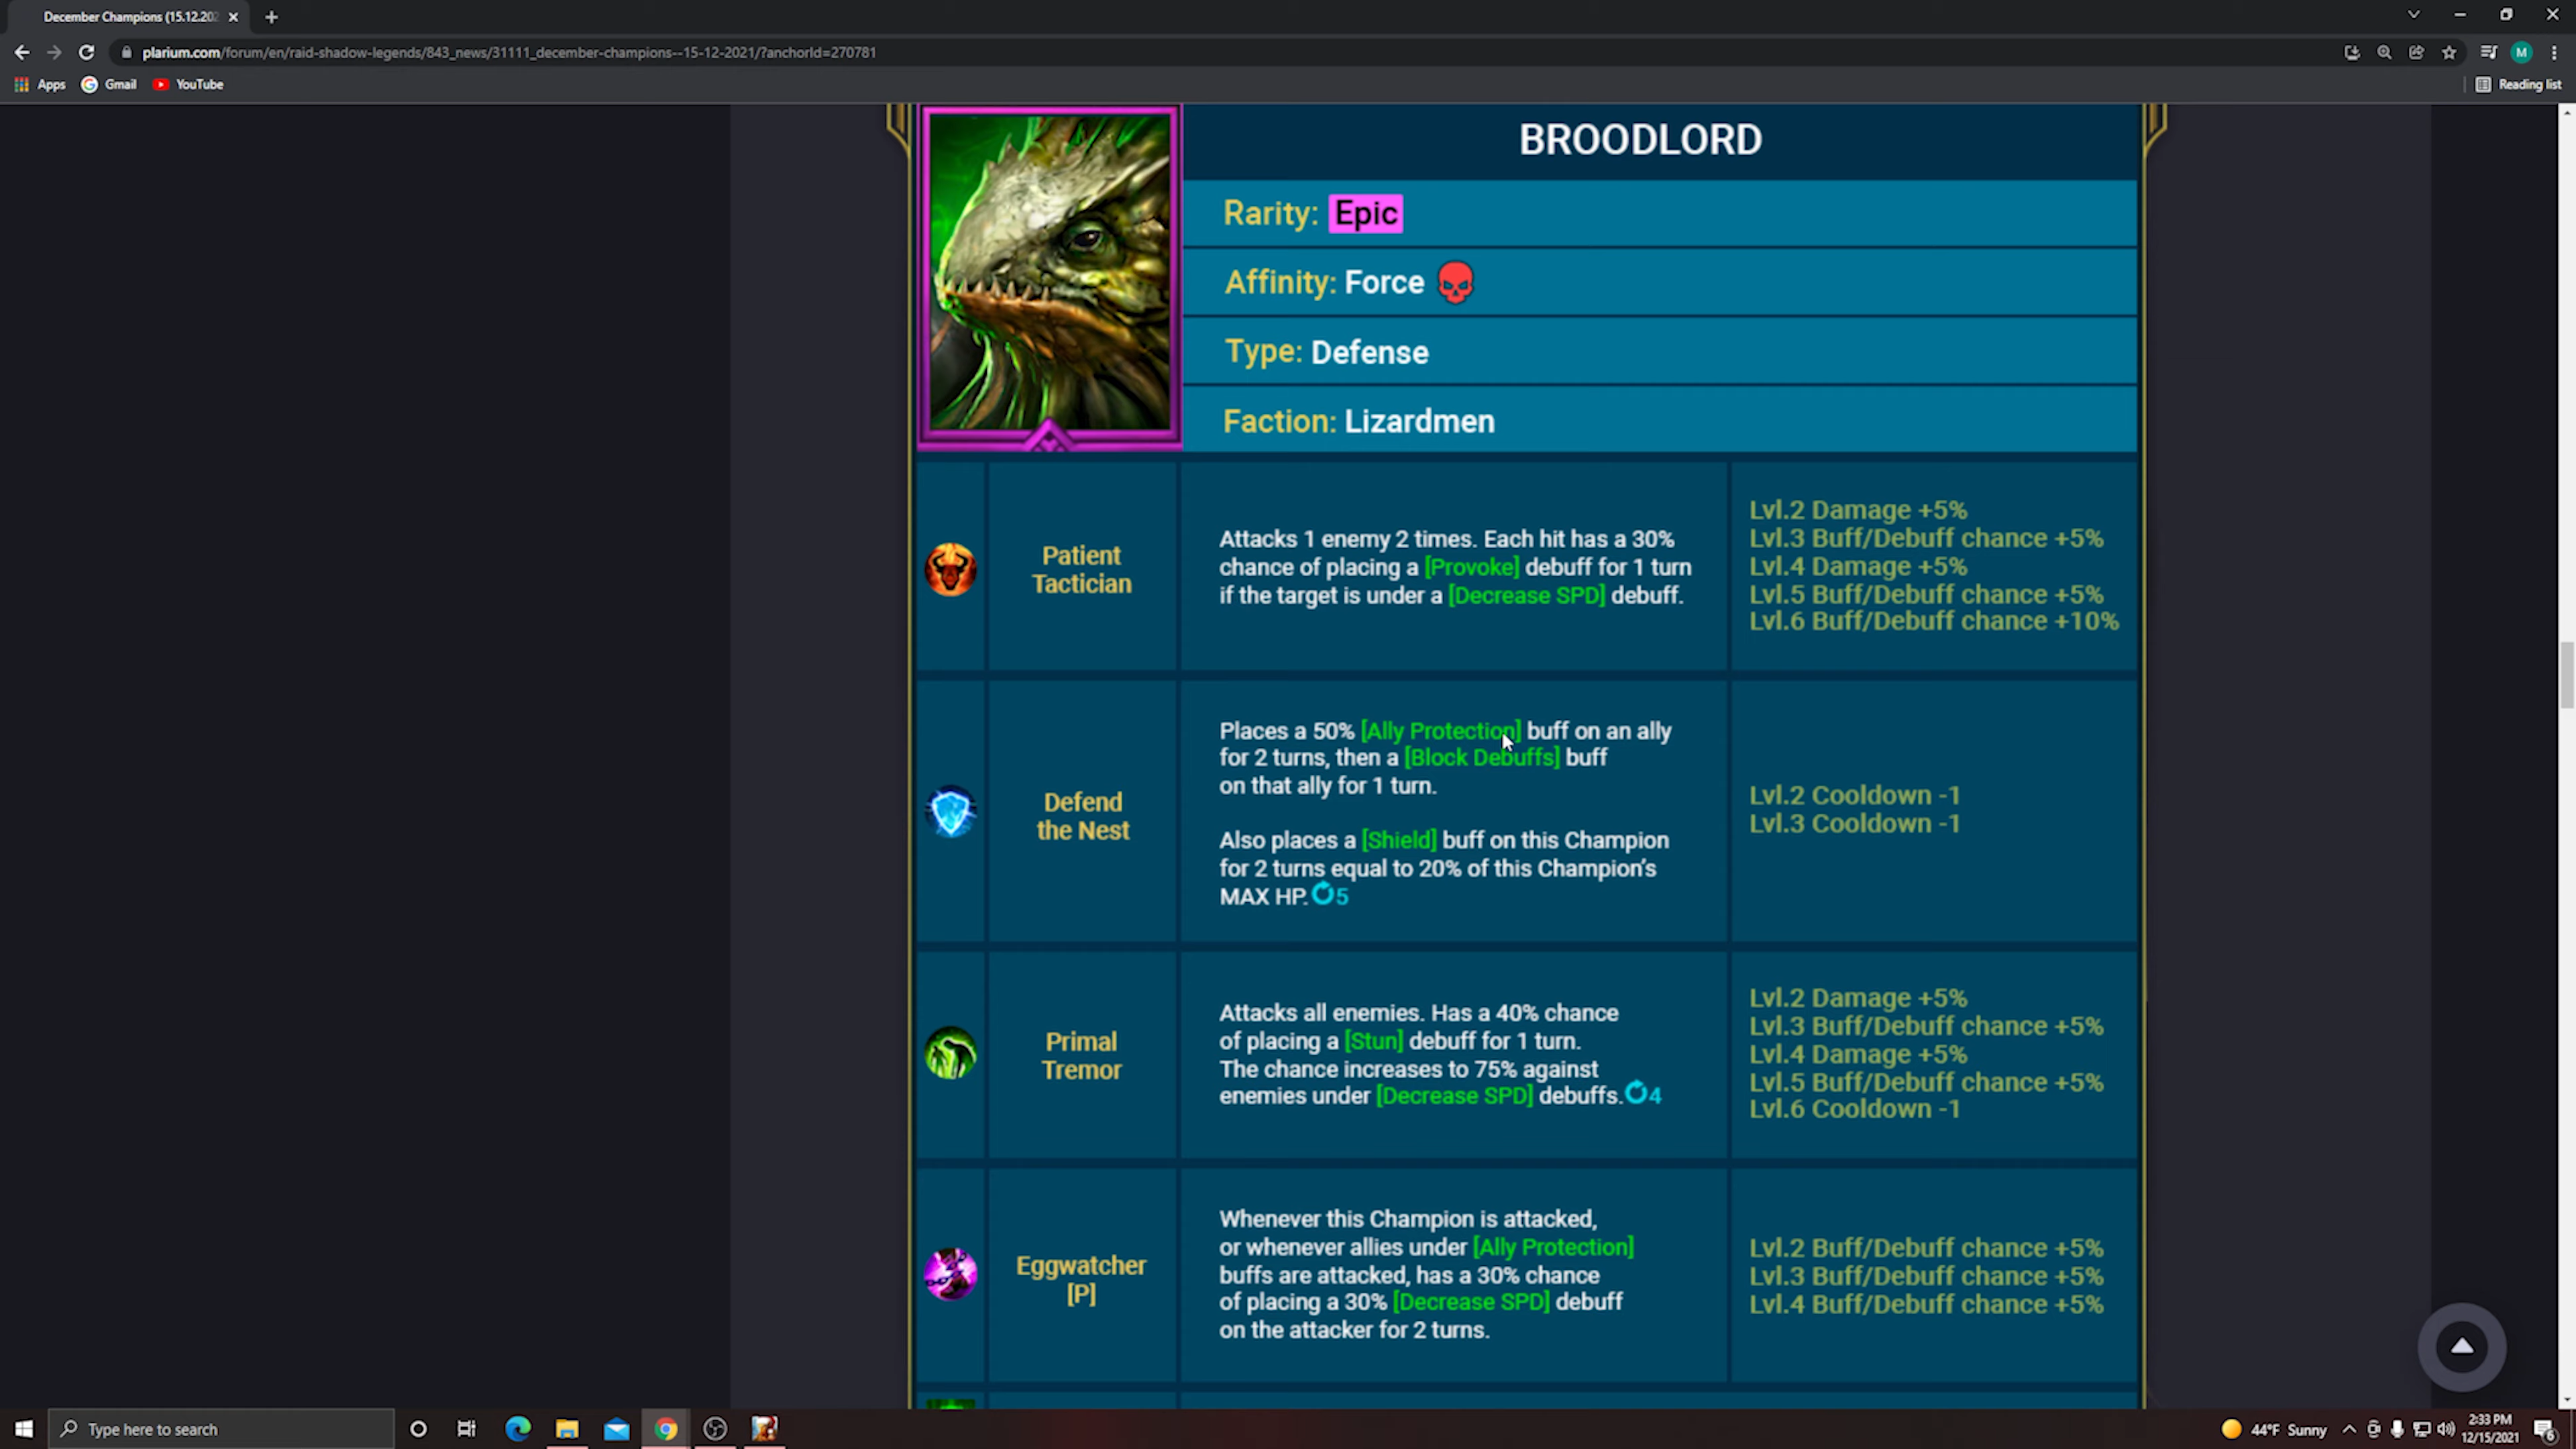 December Champions (15.12.202
plarium.com/forum/en/raid-shadow-legends/843_news/31111_december-champions--15-12-2021/?anchorId=270781
M
Apps
Gmail
YouTube
Reading list
BROODLORD
Rarity: Epic
Affinity: Force
Type: Defense
Faction: Lizardmen
Patient
Tactician
Attacks 1 enemy 2 times. Each hit has a 30%
chance of placing a [Provoke] debuff for 1 turn
if the target is under a [Decrease SPD] debuff.
Lvl.2 Damage +5%
Lvl.3 Buff/Debuff chance +5%
Lvl.4 Damage +5%
Lvl.5 Buff/Debuff chance +5%
Lvl.6 Buff/Debuff chance +10%
Defend
the Nest
Places a 50% [Ally Protection] buff on an ally
for 2 turns, then a [Block Debuffs] buff
on that ally for 1 turn.
Also places a [Shield] buff on this Champion
for 2 turns equal to 20% of this Champion's
MAX HP. 5
Lvl.2 Cooldown -1
Lvl.3 Cooldown -1
Primal
Tremor
Attacks all enemies. Has a 40% chance
of placing a [Stun] debuff for 1 turn.
The chance increases to 75% against
enemies under [Decrease SPD] debuffs. 4
Lvl.2 Damage +5%
Lvl.3 Buff/Debuff chance +5%
Lvl.4 Damage +5%
Lvl.5 Buff/Debuff chance +5%
Lvl.6 Cooldown -1
Eggwatcher
[P]
Whenever this Champion is attacked,
or whenever allies under [Ally Protection]
buffs are attacked, has a 30% chance
of placing a 30% [Decrease SPD] debuff
on the attacker for 2 turns.
Lvl.2 Buff/Debuff chance +5%
Lvl.3 Buff/Debuff chance +5%
Lvl.4 Buff/Debuff chance +5%
Type here to search
44°F Sunny
2:33 PM
12/15/2021
6